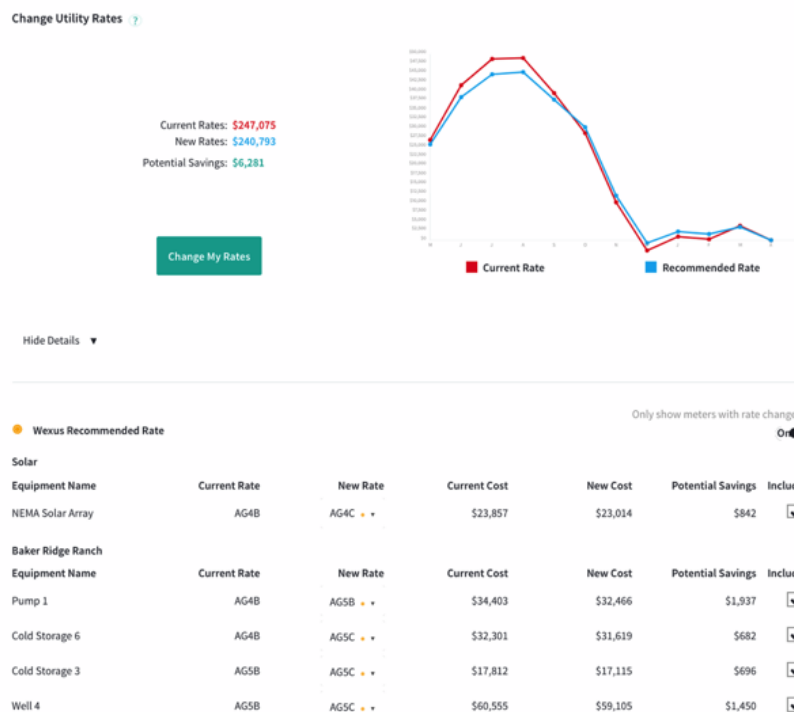 Change Utility Rates ?
Current Rates: $247,075
New Rates: $240,793
Potential Savings: $6,281
Change My Rates
Current Rate
Recommended Rate
Hide Details ▼
Only show meters with rate change
Wexus Recommended Rate
Solar
Equipment Name Current Rate New Rate Current Cost New Cost Potential Savings Includ
NEMA Solar Array AG4B AG4C $23,857 $23,014 $842
Baker Ridge Ranch
Equipment Name Current Rate New Rate Current Cost New Cost Potential Savings Includ
Pump 1 AG4B AG5B $34,403 $32,466 $1,937
Cold Storage 6 AG4B AG5C $32,301 $31,619 $682
Cold Storage 3 AG5B AG5C $17,812 $17,115 $696
Well 4 AG5B AG5C $60,555 $59,105 $1,450